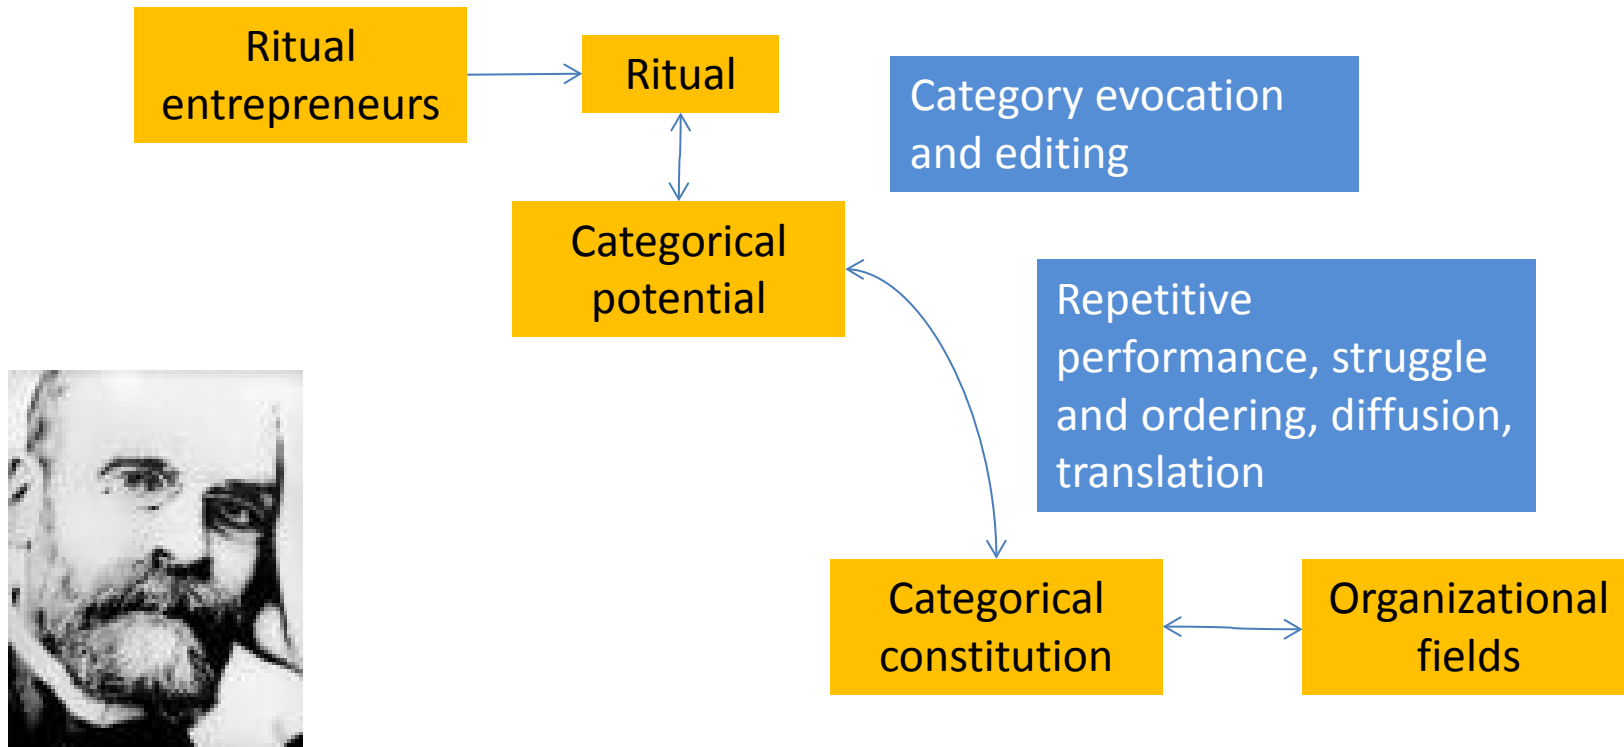 Ritual
entrepreneurs
Ritual
Category evocation
and editing
Categorical
potential
Repetitive
performance, struggle
and ordering, diffusion,
translation
Categorical
constitution
Organizational
fields